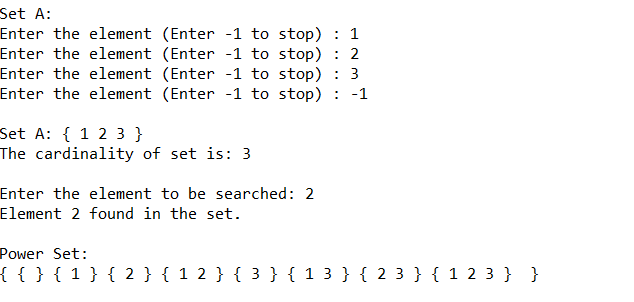 Set A:
Enter the element (Enter -1 to stop) : 1
Enter the element (Enter -1 to stop) : 2
Enter the element (Enter -1 to stop) : 3
Enter the element (Enter -1 to stop) : -1
Set A: { 1 2 3 }
The cardinality of set is: 3
Enter the element to be searched: 2
Element 2 found in the set.
Power Set:
{ { } { 1 } { 2 } { 1 2 } { 3 } { 1 3 } { 2 3 } { 1 2 3 }  }